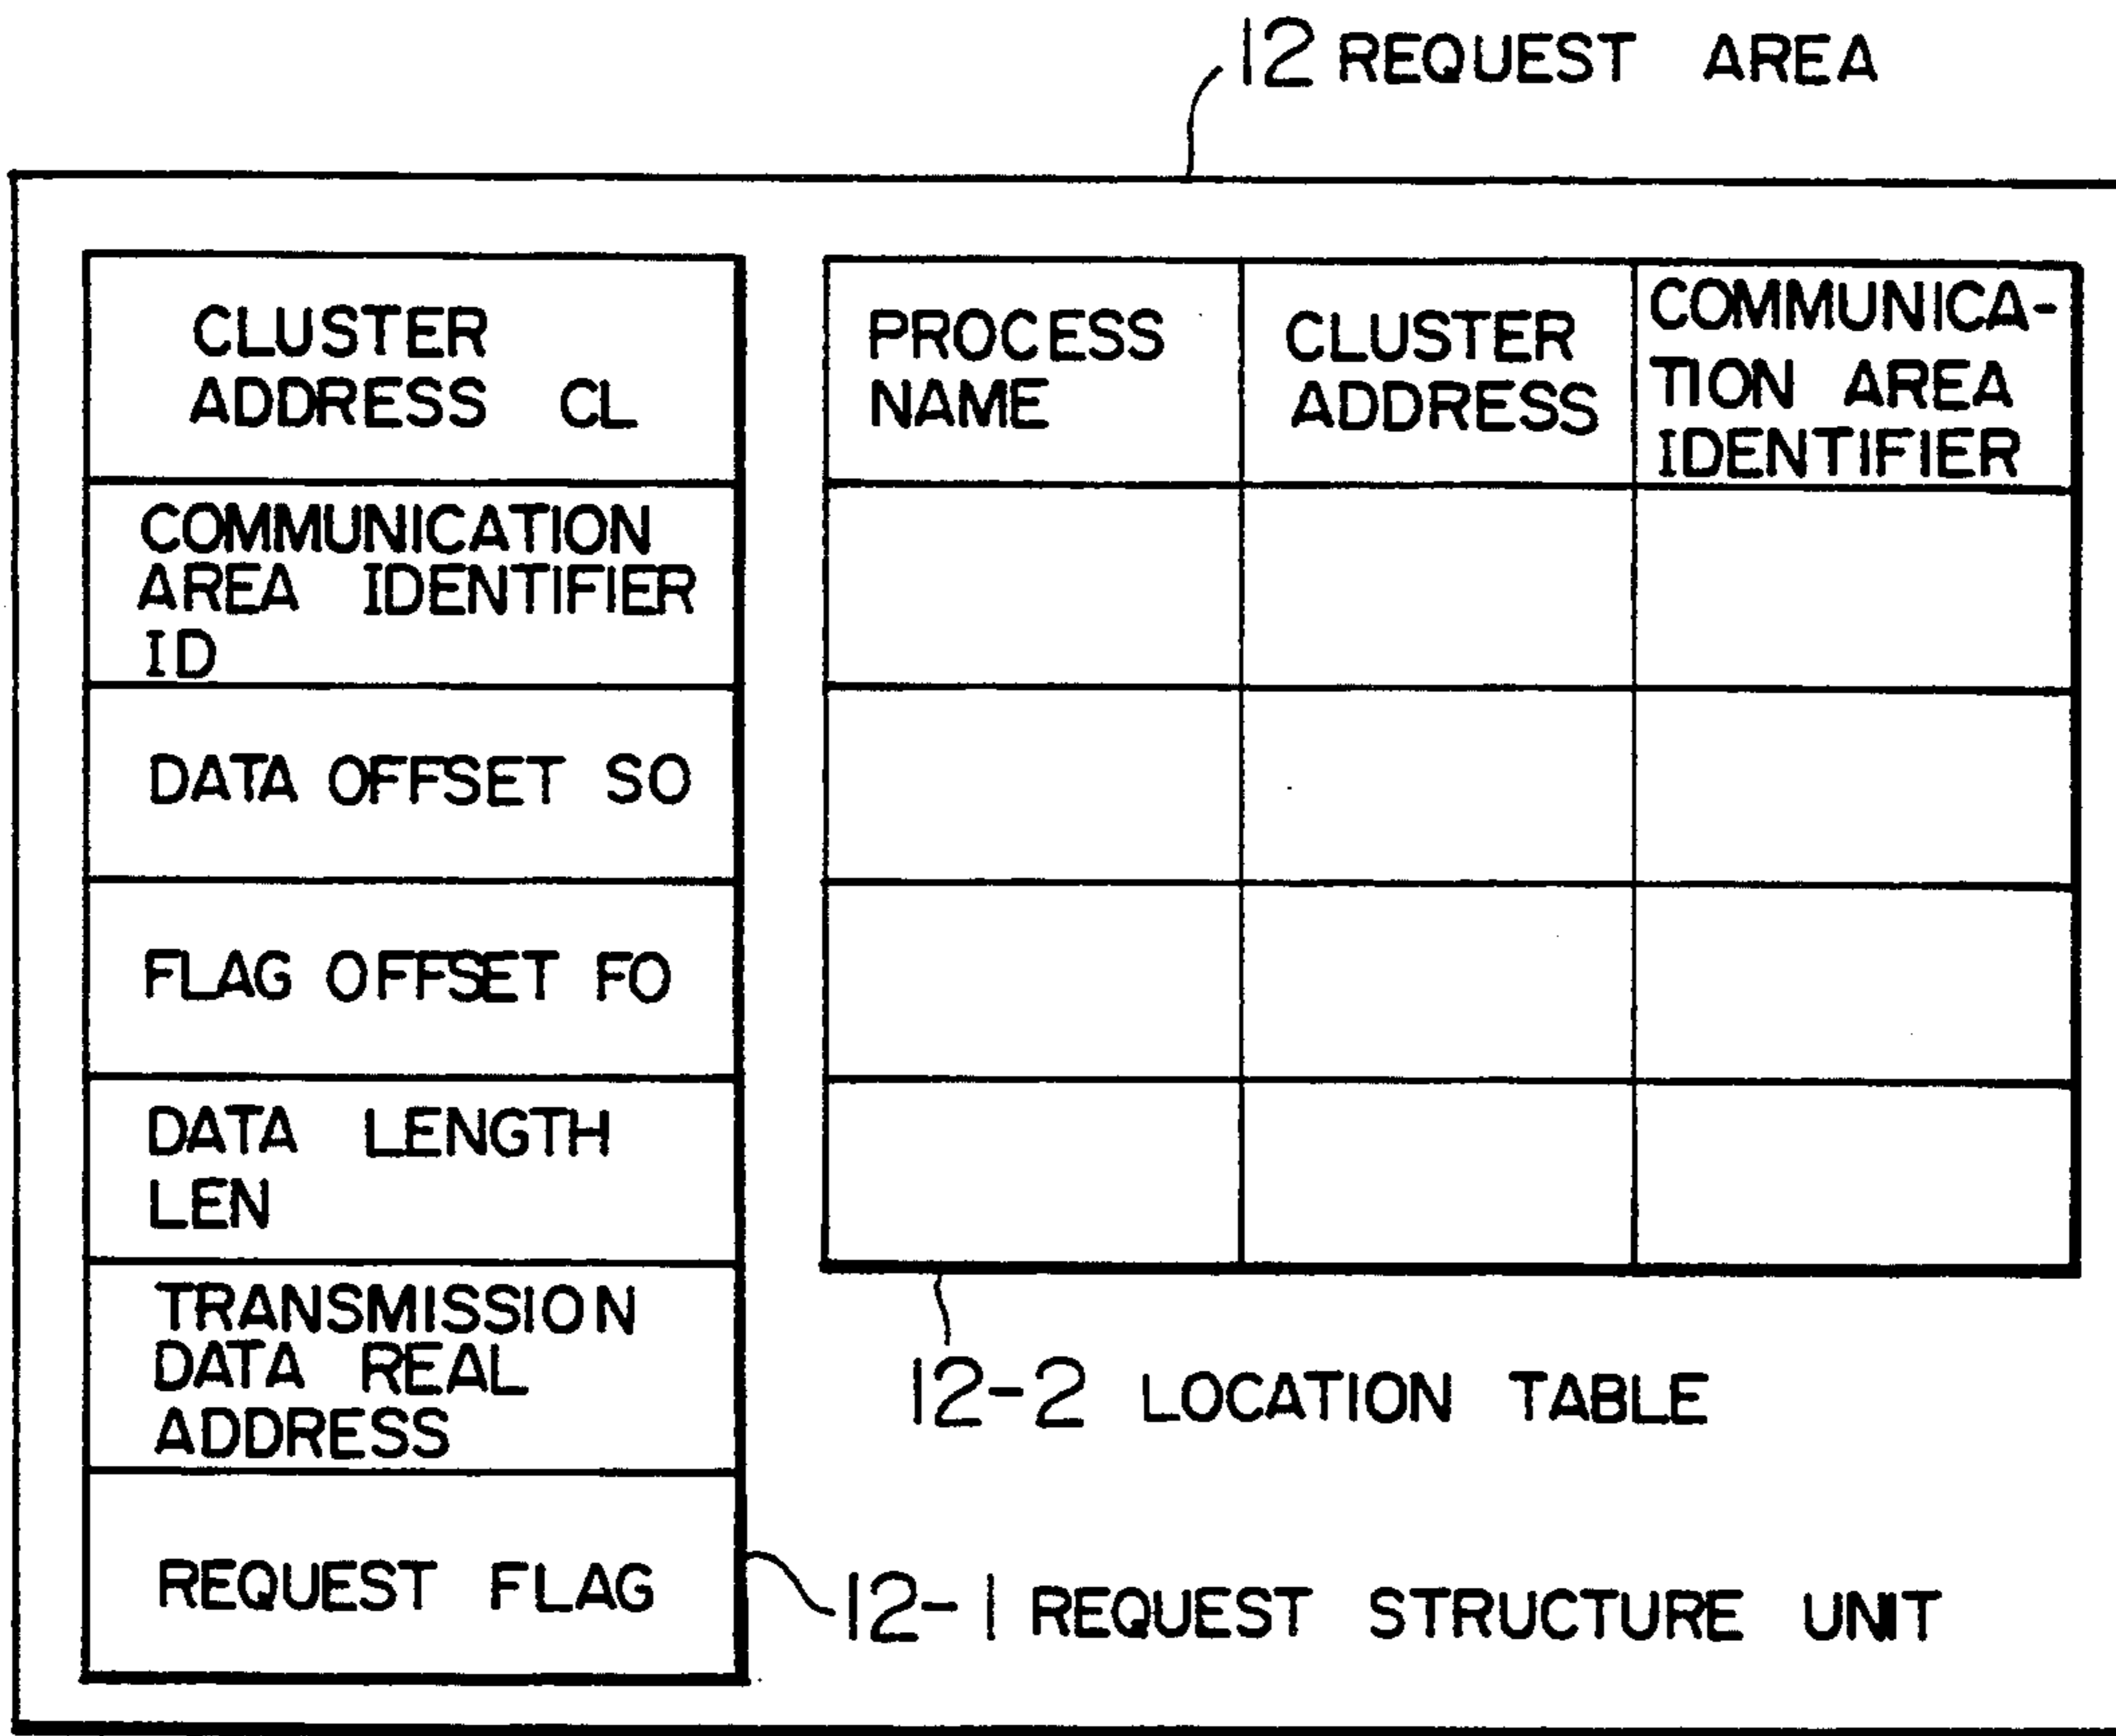 12 REQUEST AREA
CLUSTER
ADDRESS CL
COMMUNICATION
AREA IDENTIFIER
ID
DATA OFFSET SO
FLAG OFFSET FO
DATA LENGTH
LEN
TRANSMISSION
DATA REAL
ADDRESS
REQUEST FLAG
PROCESS
NAME
CLUSTER
ADDRESS
COMMUNICA-
TION AREA
IDENTIFIER
12-2 LOCATION TABLE
12-1 REQUEST STRUCTURE UNIT